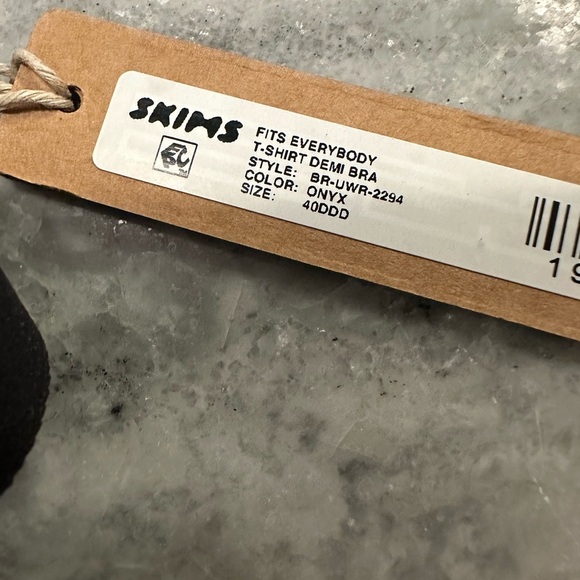 SKIMS
FITS EVERYBODY
T-SHIRT DEMI BRA
STYLE: BR-UWR-2294
COLOR: ONYX
SIZE: 40DDD
19